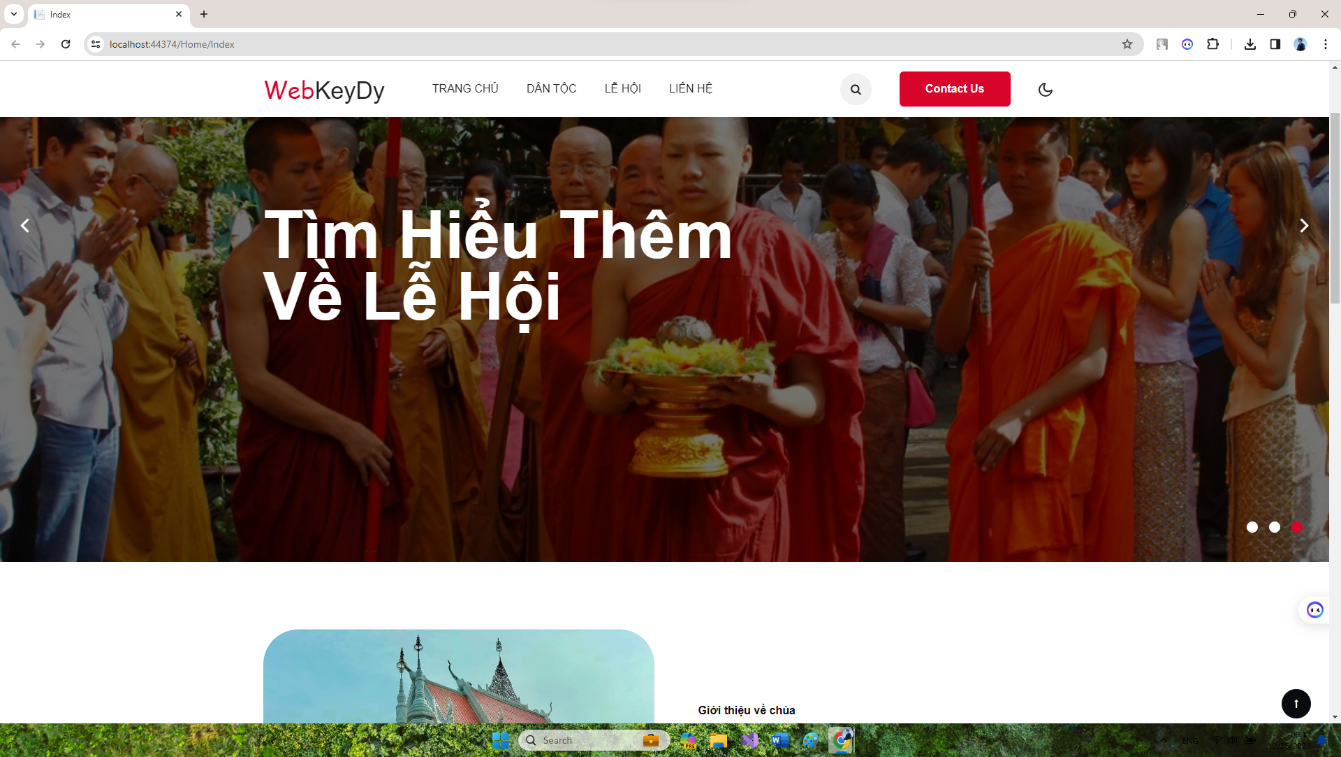 Index
localhost:44374/Home/Index
WebKeyDy
TRANG CHỦ
DÂN TỘC
LỄ HỘI
LIÊN HỆ
Contact Us
Tìm Hiểu Thêm
Về Lễ Hội
Giới thiệu về chùa
Search
ENG